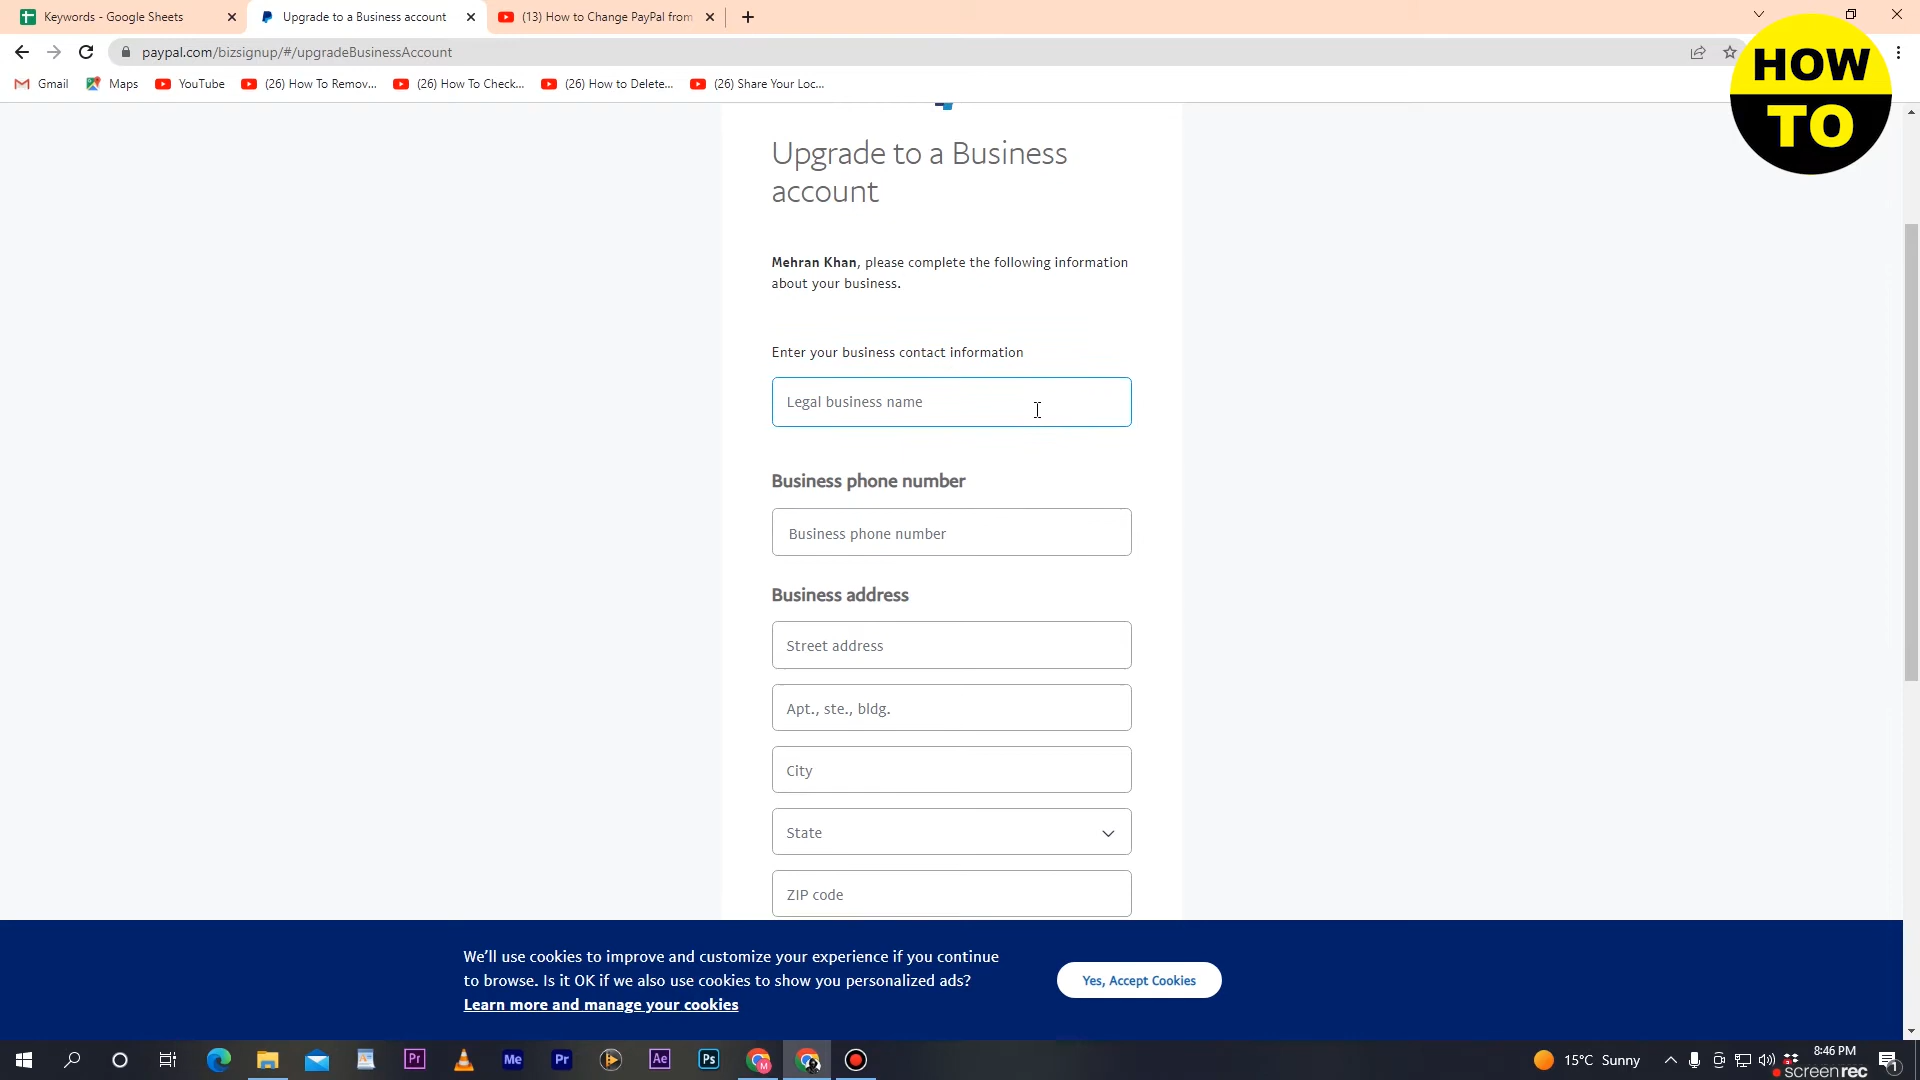 Keywords - Google Sheets
Upgrade to a Business account
(13) How to Change PayPal from
paypal.com/bizsignup/#/upgradeBusinessAccount
Gmail
Maps
YouTube
(26) How To Remov...
(26) How To Check...
(26) How to Delete...
(26) Share Your Loc...
HOW
TO
Upgrade to a Business
account
Mehran Khan, please complete the following information
about your business.
Enter your business contact information
Legal business name
Business phone number
Business phone number
Business address
Street address
Apt., ste., bldg.
City
State
ZIP code
We'll use cookies to improve and customize your experience if you continue
to browse. Is it OK if we also use cookies to show you personalized ads?
Learn more and manage your cookies
Yes, Accept Cookies
Pr
Me
Pr
Ae
Ps
M
15°C Sunny
8:46 PM
1
screenrec